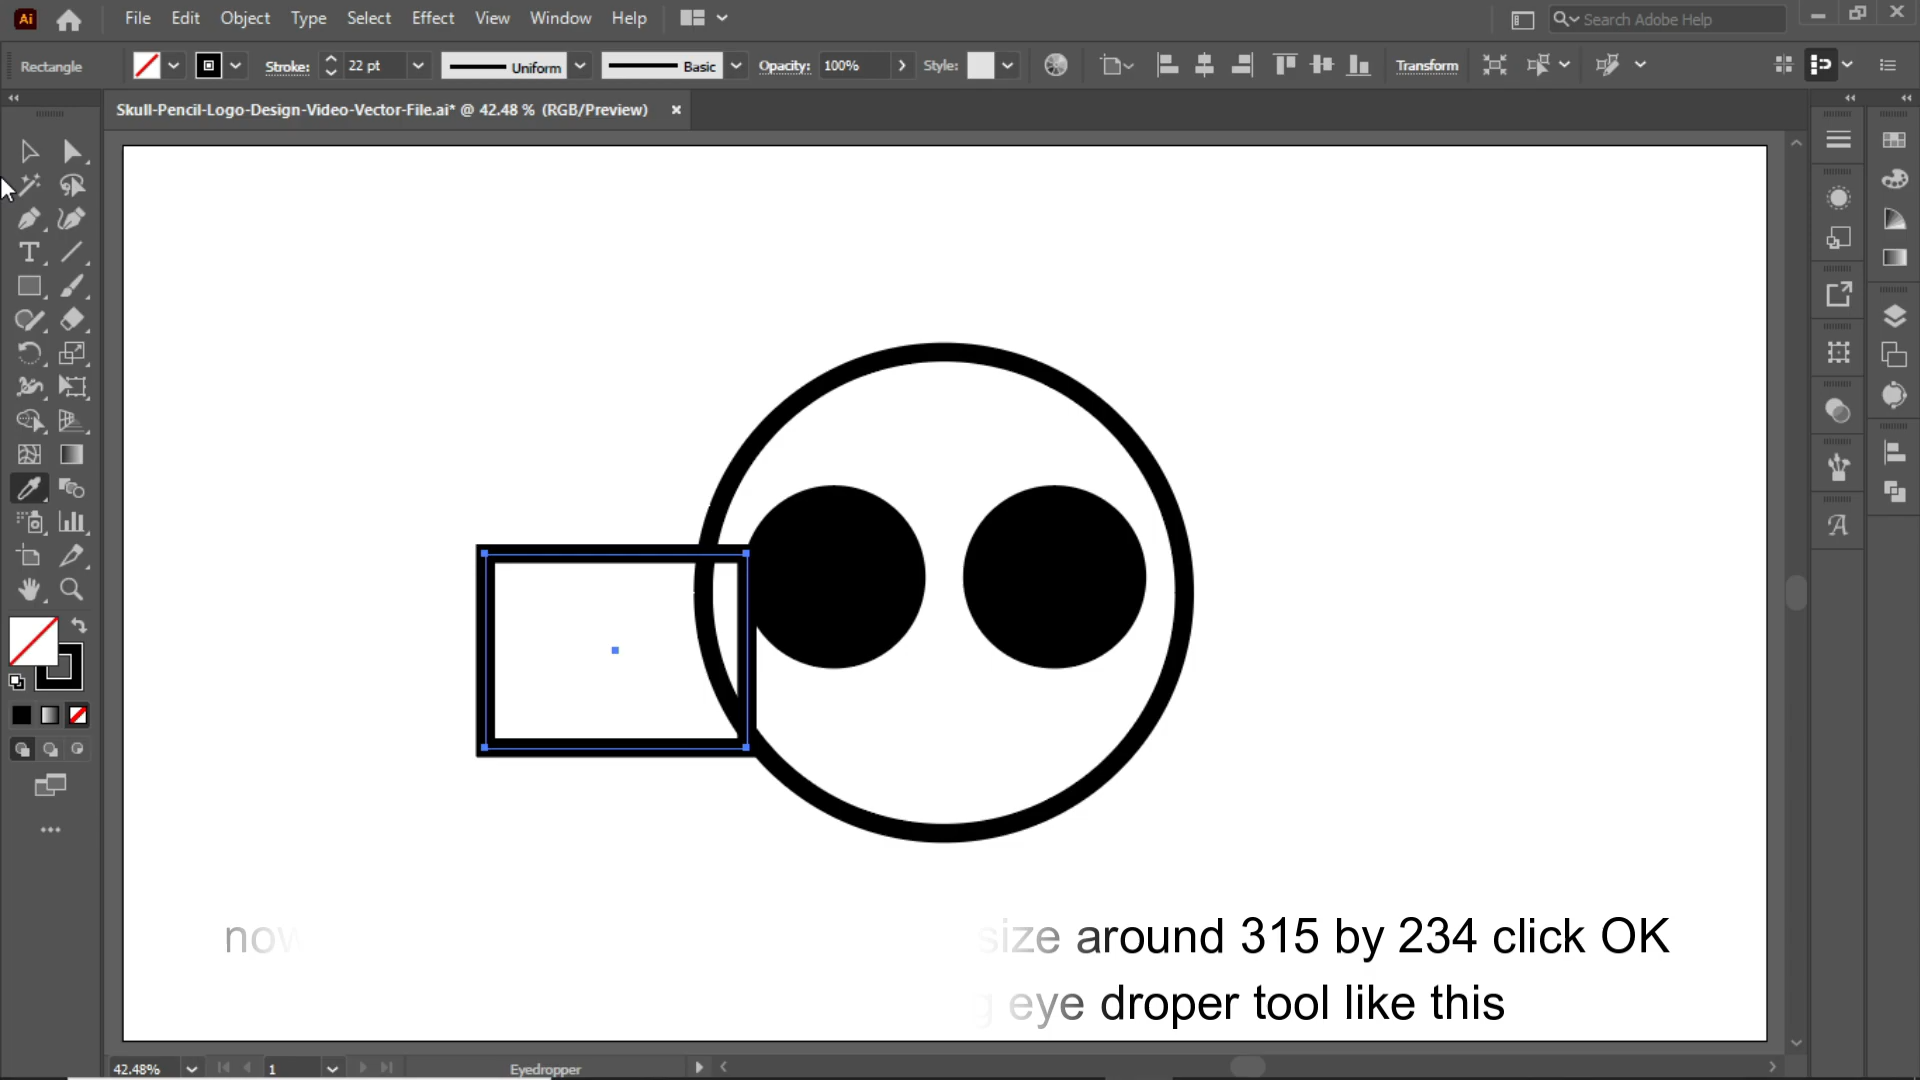 Ai File Edit Object Type Select Effect View Window Help Search Adobe Help
Rectangle Stroke: 22 pt Uniform Basic Opacity: 100% Style: Transform
Skull-Pencil-Logo-Design-Video-Vector-File.ai* @ 42.48 % (RGB/Preview) ×
now size around 315 by 234 click OK
eye droper tool like this
42.48% 1 Eyedropper